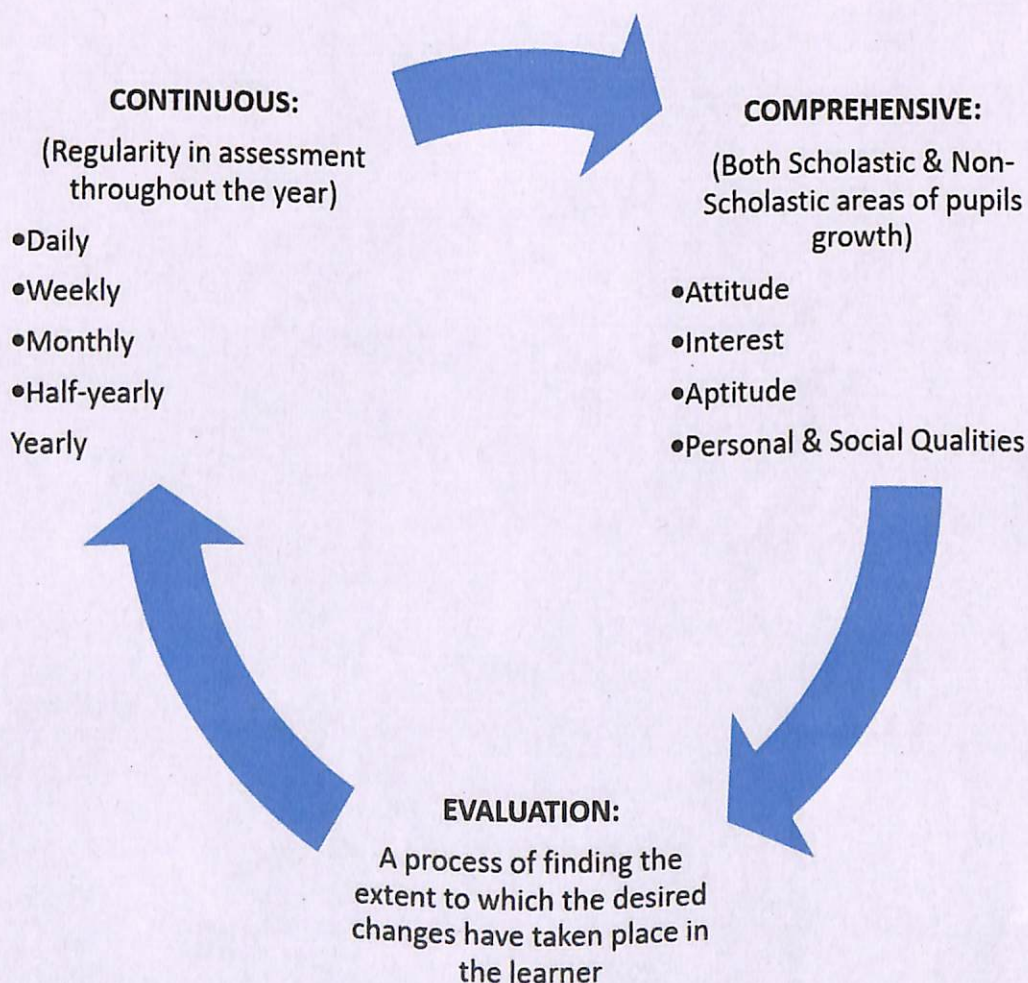 CONTINUOUS:
(Regularity in assessment
throughout the year)
•Daily
•Weekly
•Monthly
•Half-yearly
Yearly
COMPREHENSIVE:
(Both Scholastic & Non-
Scholastic areas of pupils
growth)
•Attitude
•Interest
•Aptitude
•Personal & Social Qualities
EVALUATION:
A process of finding the
extent to which the desired
changes have taken place in
the learner